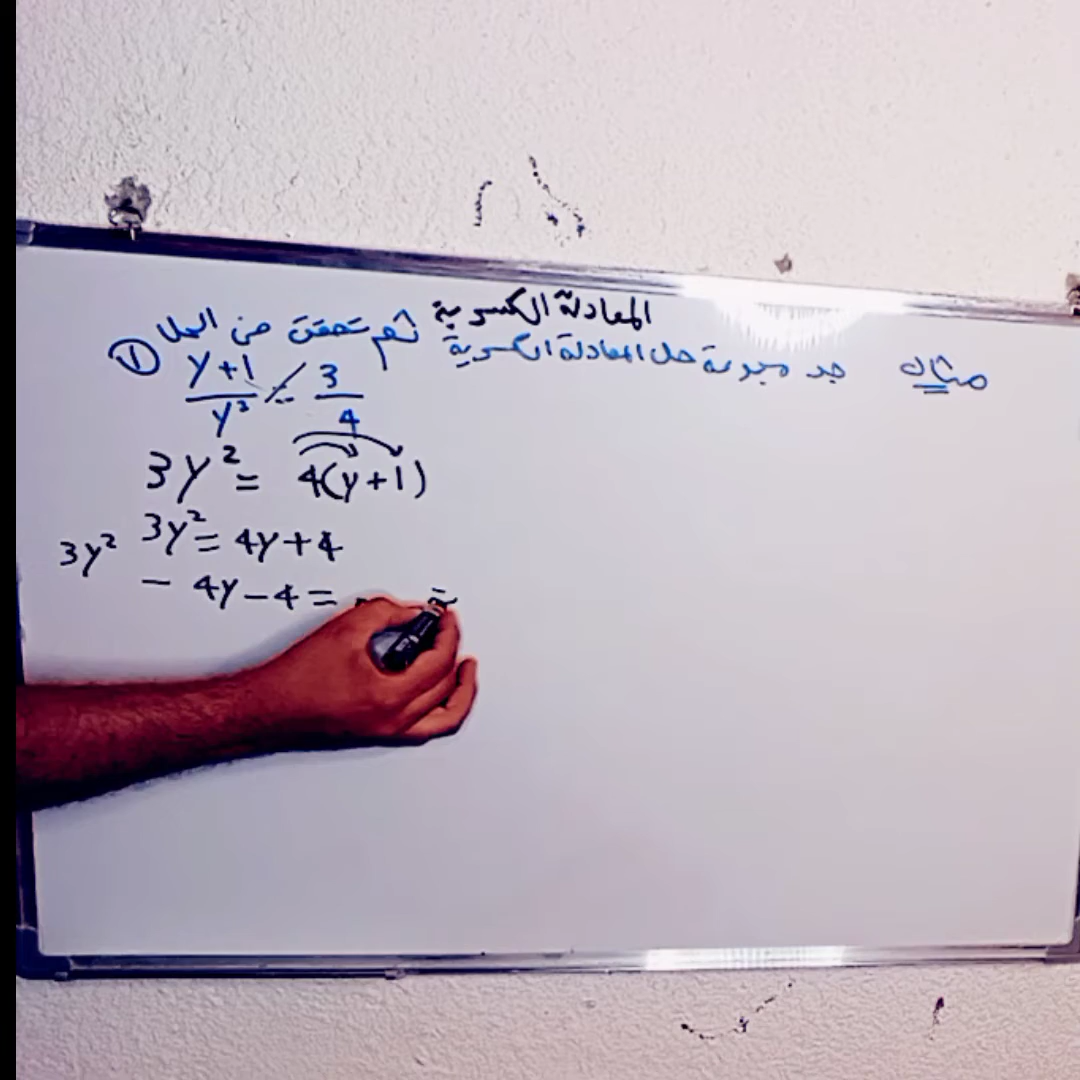 المعادلة الكسرية
مثال جد مجموعة حل المعادلة الكسرية ثم تحقق من الحل
① y+1/y² = 3/4
3y² = 4(y+1)
3y² = 4y+4
3y² - 4y - 4 =